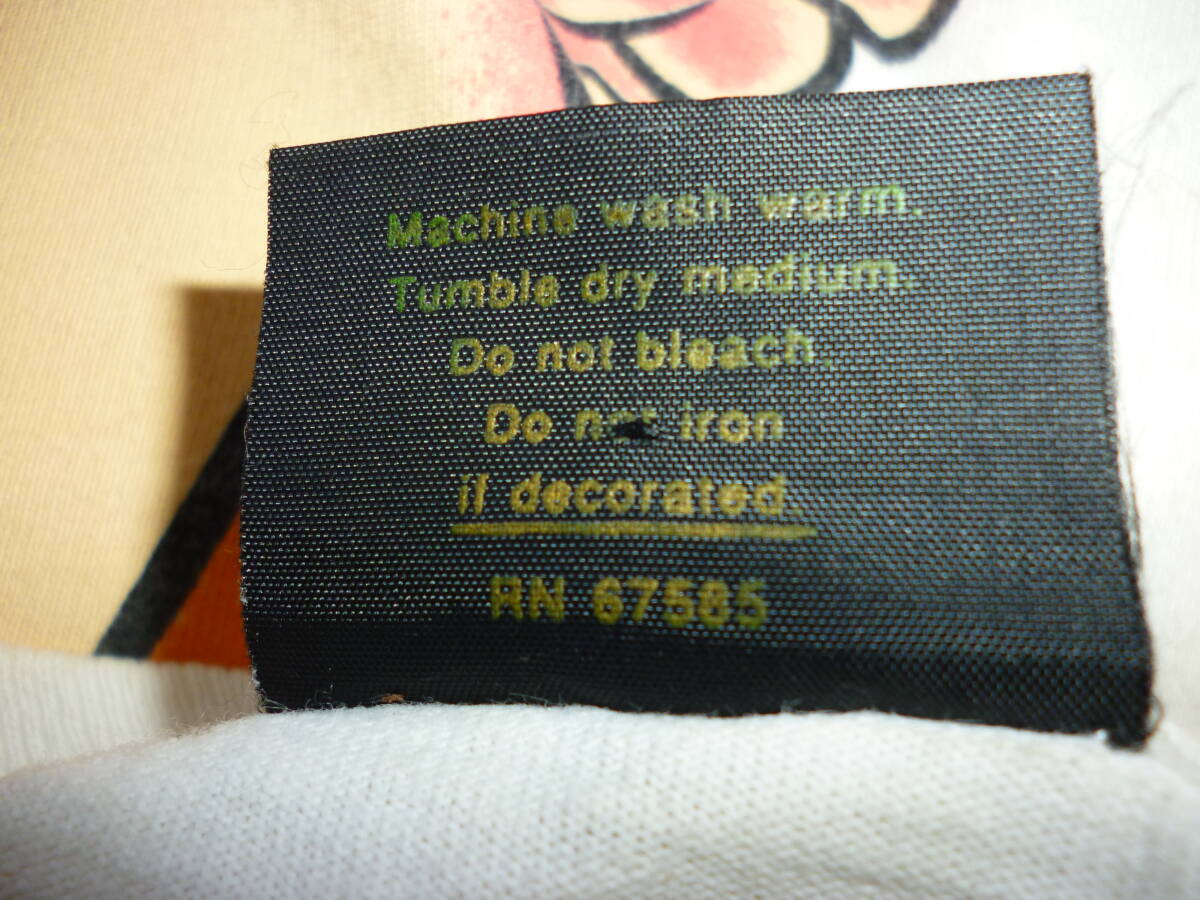 Machine wash warm.
Tumble dry medium.
Do not bleach.
Do not iron
if decorated.
RN 67585